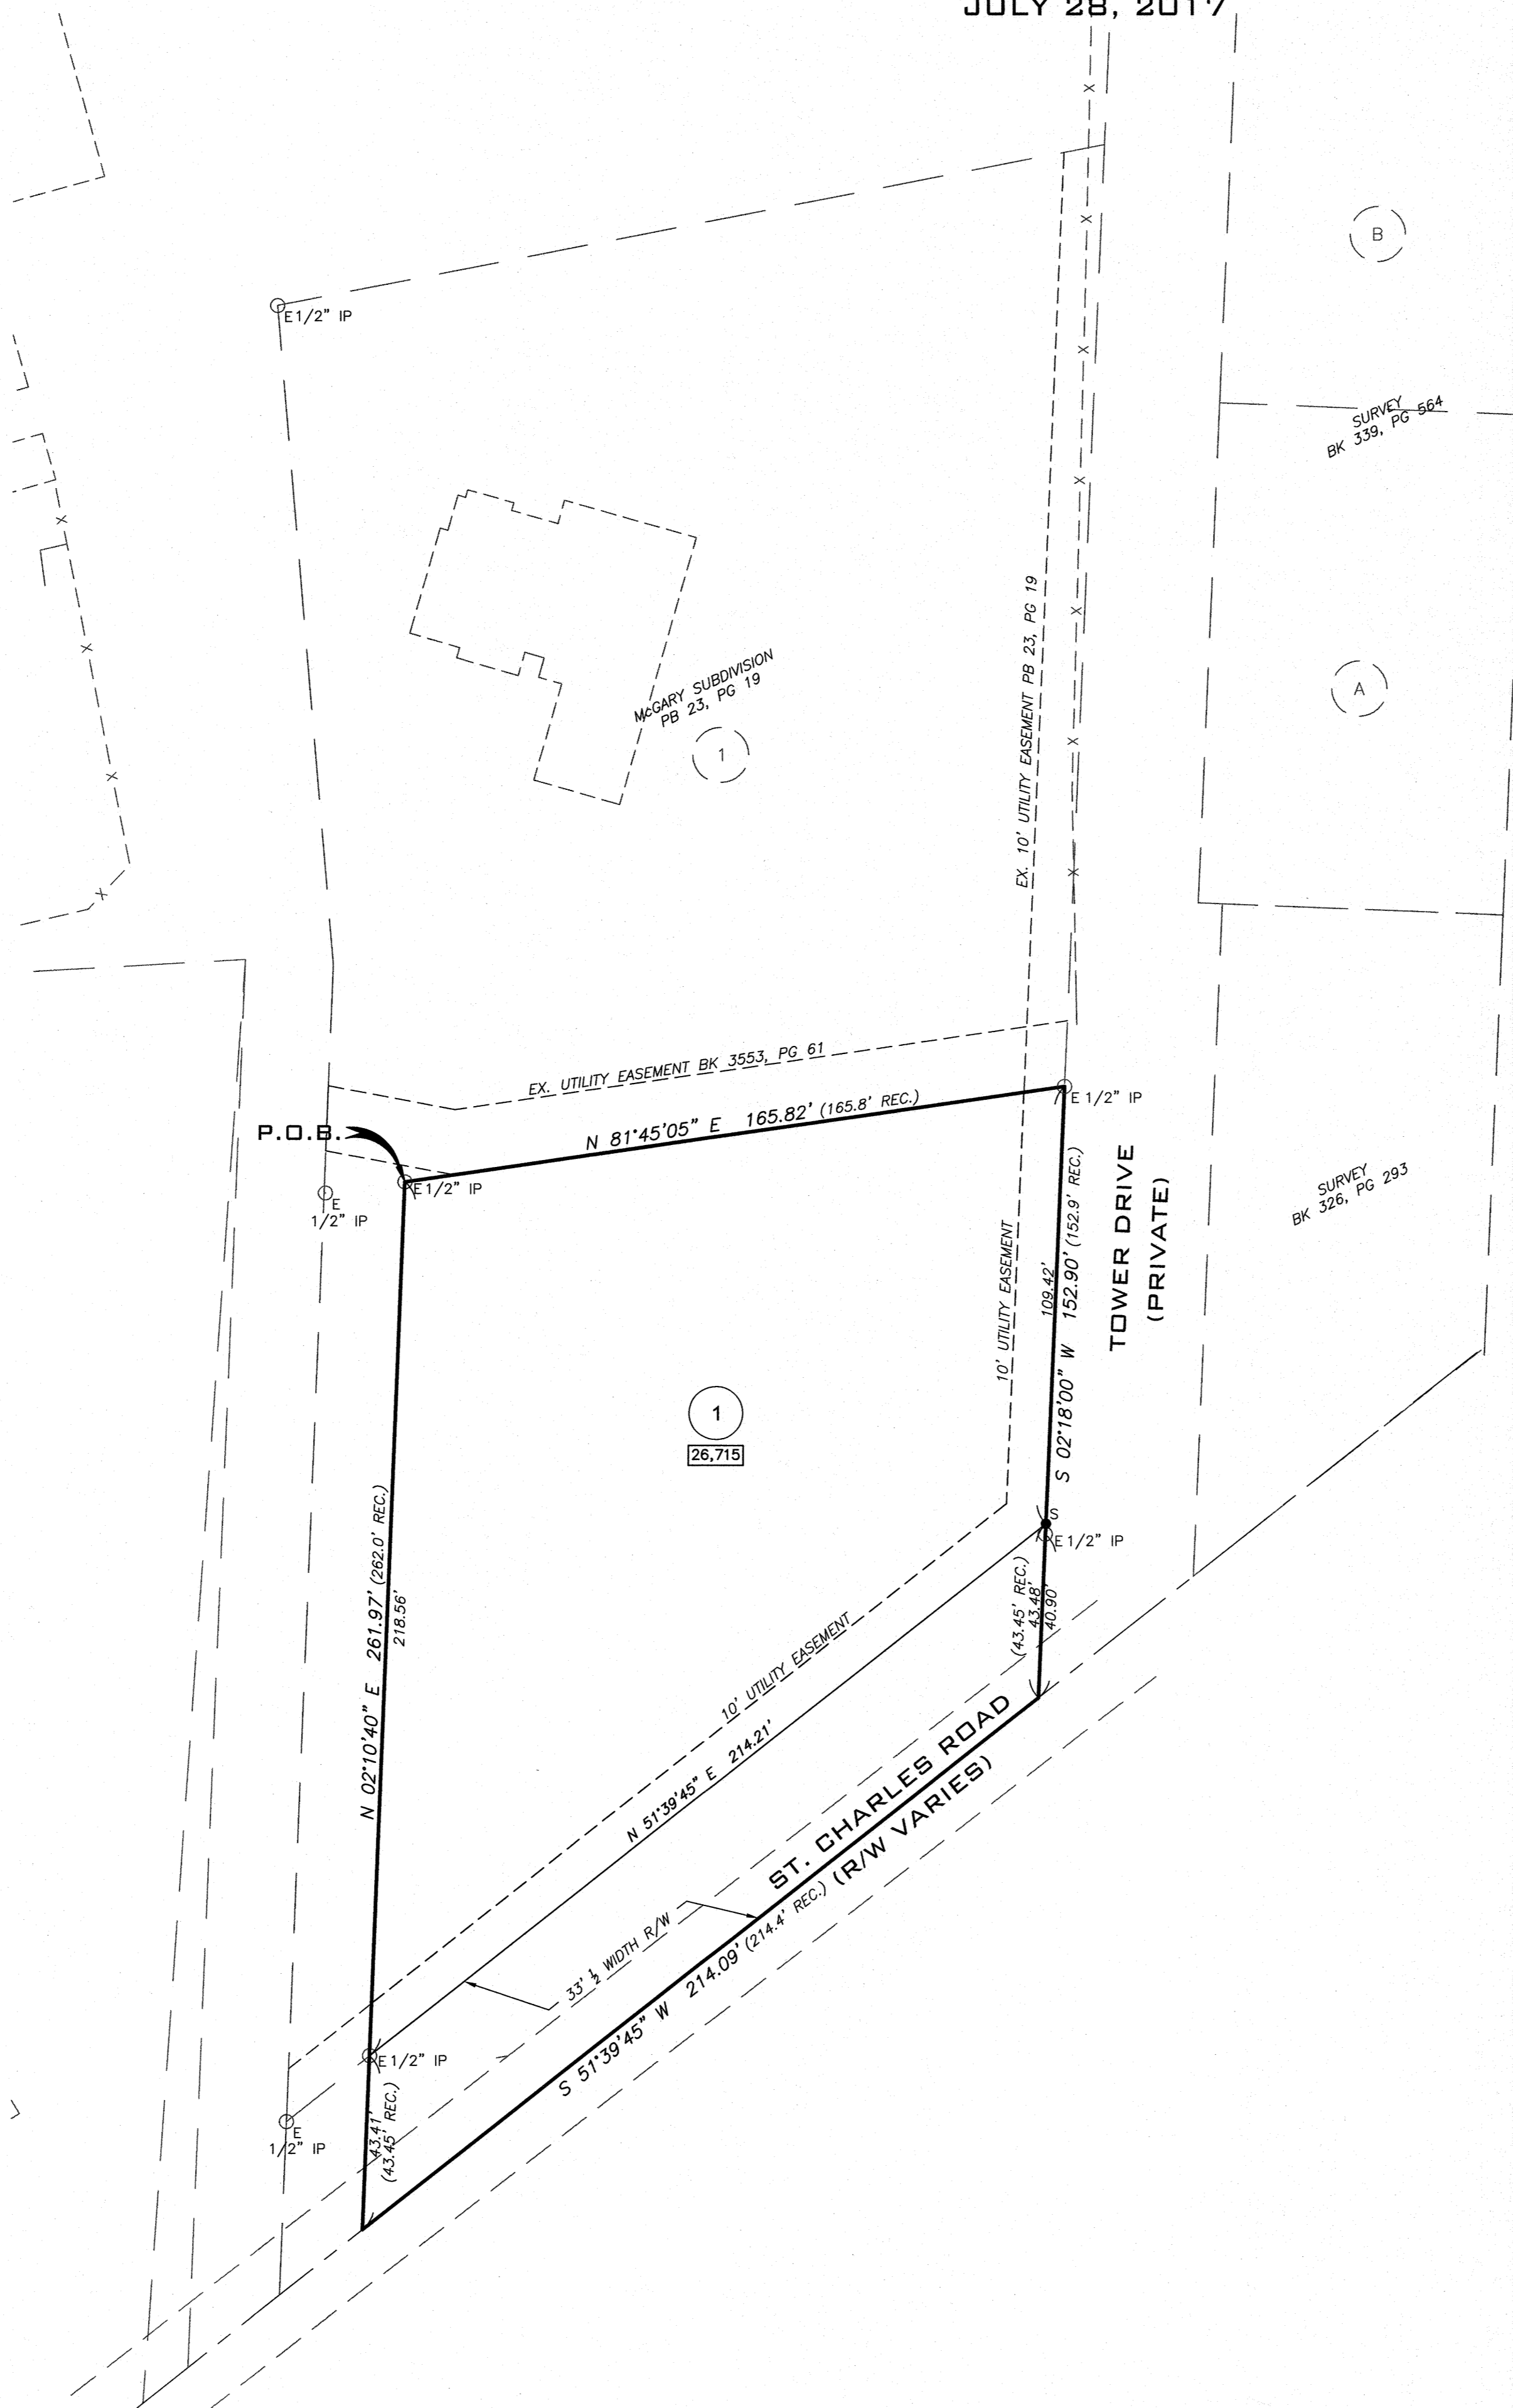 JULY 28, 2017
B
E 1/2" IP
SURVEY
BK 339, PG 564
EX. 10' UTILITY EASEMENT PB 23, PG 19
McGARY SUBDIVISION
PB 23, PG 19
1
A
EX. UTILITY EASEMENT BK 3553, PG 61
N 81°45'05" E 165.82' (165.8' REC.)
E 1/2" IP
P.O.B.
E 1/2" IP
E
1/2" IP
TOWER DRIVE
(PRIVATE)
SURVEY
BK 326, PG 293
10' UTILITY EASEMENT
109.42'
S 02°18'00" W 152.90' (152.9' REC.)
1
26,715
S
E 1/2" IP
N 02°10'40" E 261.97' (262.0' REC.)
218.56'
(43.45' REC.)
43.48'
40.90'
10' UTILITY EASEMENT
N 51°39'45" E 214.21'
ST. CHARLES ROAD
(R/W VARIES)
33' ½ WIDTH R/W
S 51°39'45" W 214.09' (214.4' REC.)
E 1/2" IP
E
1/2" IP
43.41'
(43.45' REC.)